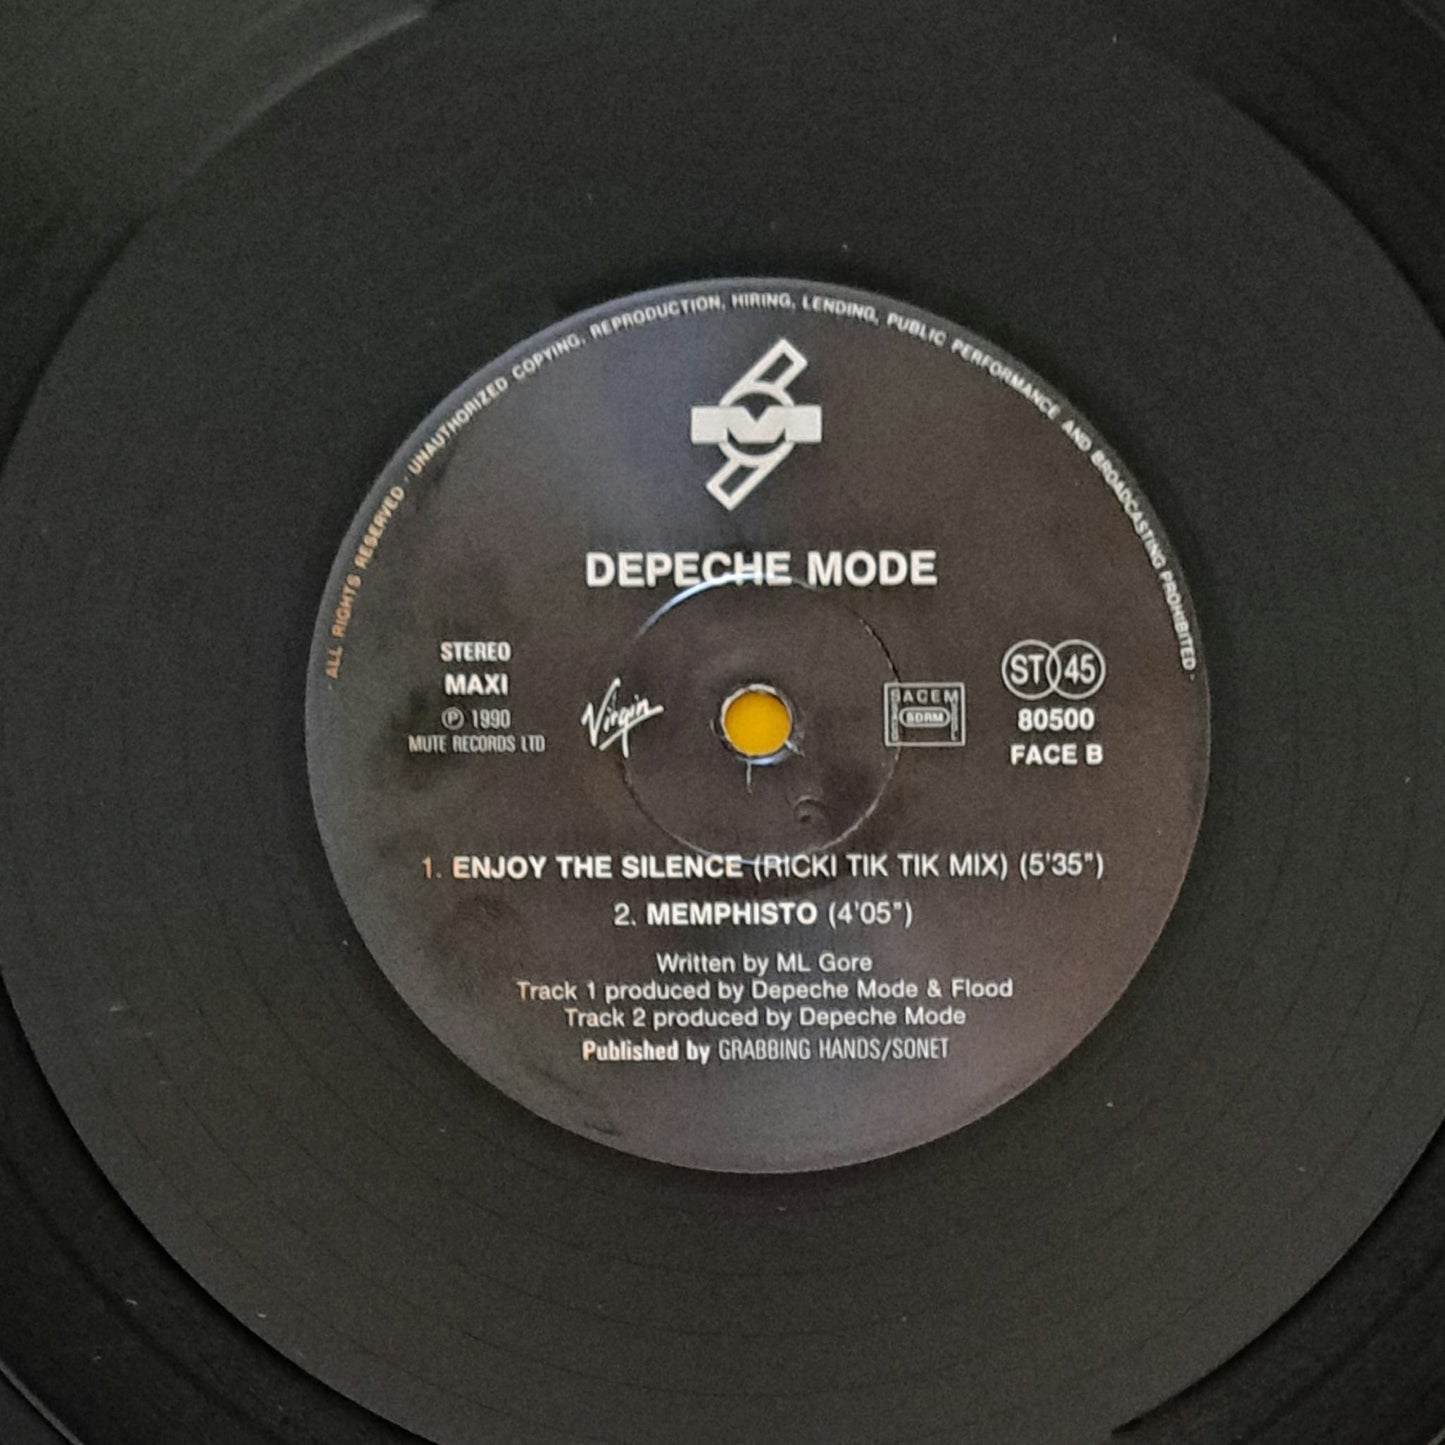 · ALL RIGHTS RESERVED · UNAUTHORIZED COPYING, REPRODUCTION, HIRING, LENDING, PUBLIC PERFORMANCE AND BROADCASTING PROHIBITED ·
M
DEPECHE MODE
STEREO
MAXI
℗ 1990
MUTE RECORDS LTD
Virgin
SACEM
SDRM
SACD
SGDL
ST 45
80500
FACE B
1. ENJOY THE SILENCE (RICKI TIK TIK MIX) (5'35")
2. MEMPHISTO (4'05")
Written by ML Gore
Track 1 produced by Depeche Mode & Flood
Track 2 produced by Depeche Mode
Published by GRABBING HANDS/SONET